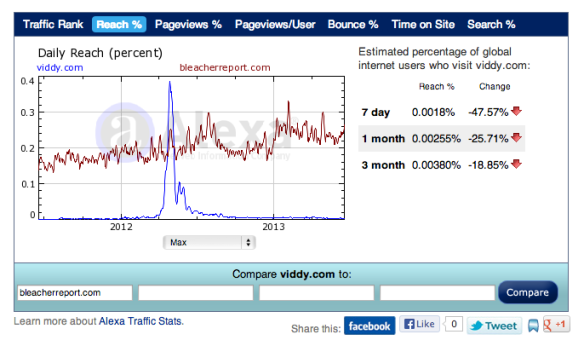 Traffic Rank Reach % Pageviews % Pageviews/User Bounce % Time on Site Search %
Daily Reach (percent)
viddy.com bleacherreport.com
0.4
0.3
0.2
0.1
0
2012 2013
a Alexa
Max
Estimated percentage of global
internet users who visit viddy.com:
Reach % Change
7 day 0.0018% -47.57%
1 month 0.00255% -25.71%
3 month 0.00380% -18.85%
Compare viddy.com to:
bleacherreport.com Compare
Learn more about Alexa Traffic Stats.
Share this: facebook Like 0 Tweet g +1